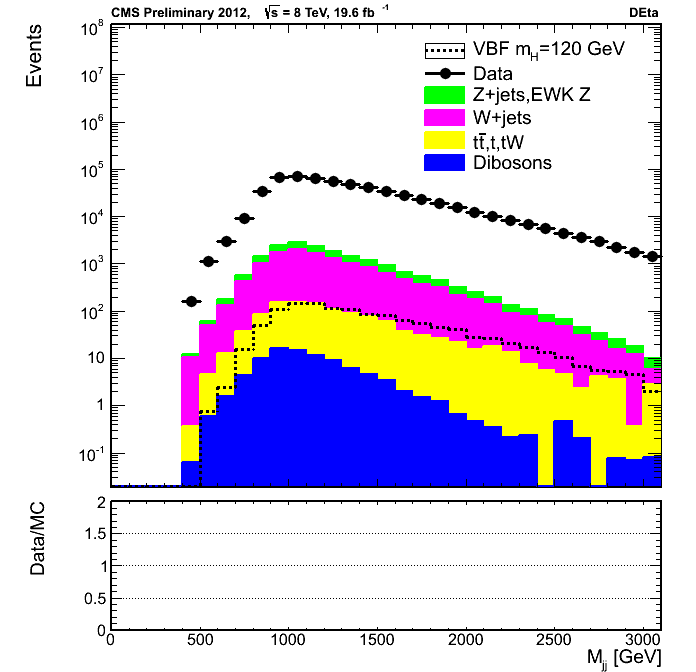 CMS Preliminary 2012, √s = 8 TeV, 19.6 fb⁻¹ DEta
Events
10⁸
10⁷
10⁶
10⁵
10⁴
10³
10²
10
1
10⁻¹
VBF m_H=120 GeV
Data
Z+jets,EWK Z
W+jets
tt̅,t,tW
Dibosons
Data/MC
2
1.5
1
0.5
0
0 500 1000 1500 2000 2500 3000
M_jj [GeV]